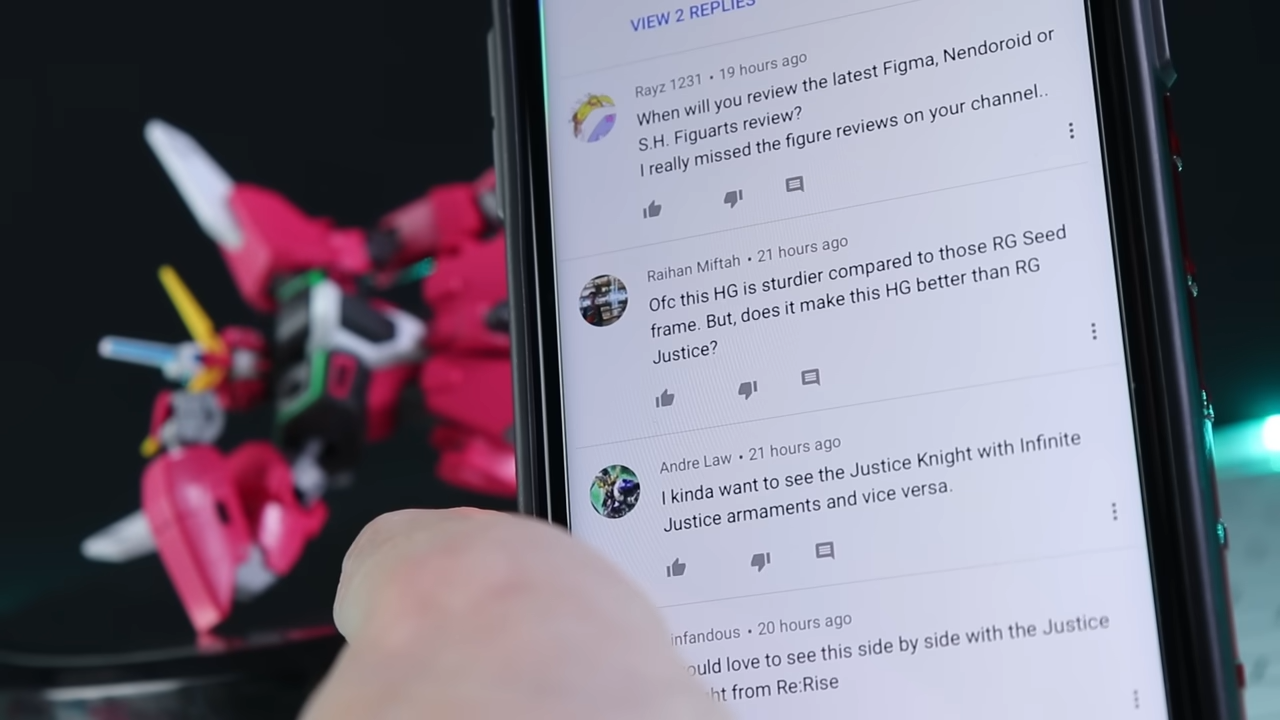 VIEW 2 REPLIES
Rayz 1231 • 19 hours ago
When will you review the latest Figma, Nendoroid or
S.H. Figuarts review?
I really missed the figure reviews on your channel..
Raihan Miftah • 21 hours ago
Ofc this HG is sturdier compared to those RG Seed
frame. But, does it make this HG better than RG
Justice?
Andre Law • 21 hours ago
I kinda want to see the Justice Knight with Infinite
Justice armaments and vice versa.
infandous • 20 hours ago
love to see this side by side with the Justice
from Re:Rise